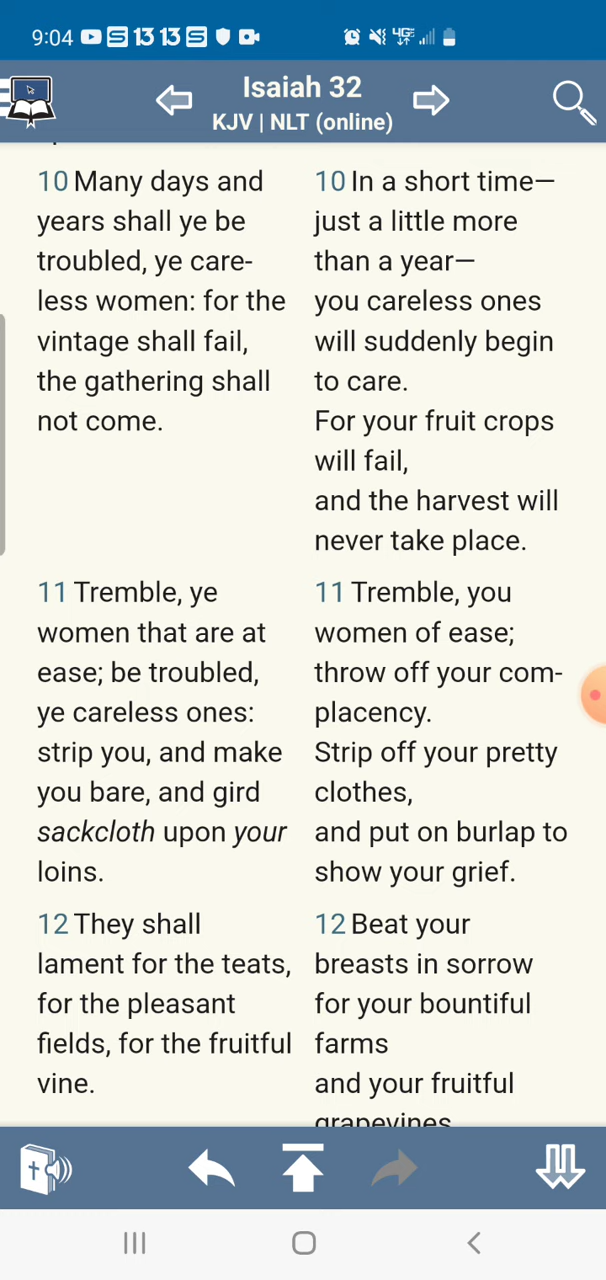 9:04 S 13 13 S 4GE
Isaiah 32
KJV | NLT (online)
10 Many days and
years shall ye be
troubled, ye care-
less women: for the
vintage shall fail,
the gathering shall
not come.
10 In a short time—
just a little more
than a year—
you careless ones
will suddenly begin
to care.
For your fruit crops
will fail,
and the harvest will
never take place.
11 Tremble, ye
women that are at
ease; be troubled,
ye careless ones:
strip you, and make
you bare, and gird
sackcloth upon your
loins.
11 Tremble, you
women of ease;
throw off your com-
placency.
Strip off your pretty
clothes,
and put on burlap to
show your grief.
12 They shall
lament for the teats,
for the pleasant
fields, for the fruitful
vine.
12 Beat your
breasts in sorrow
for your bountiful
farms
and your fruitful
grapevines